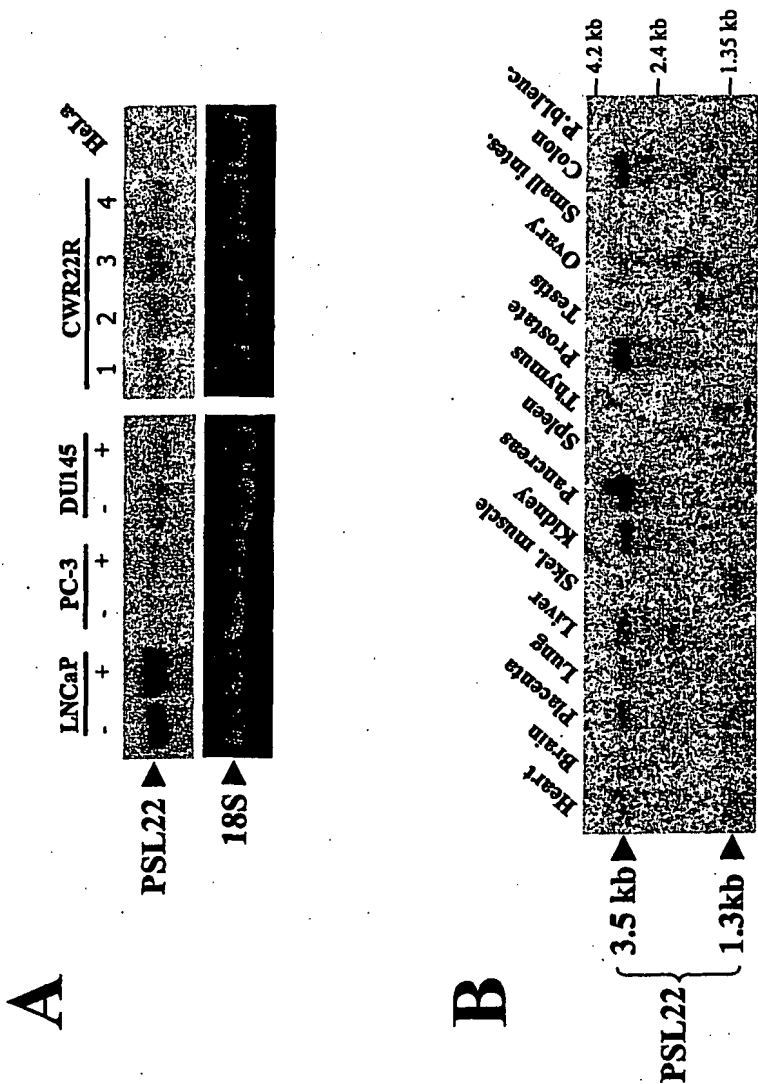 A
LNCaP PC-3 DU145 CWR22R HeLa
- + - + - + 1 2 3 4
PSL22
18S
B
Heart Brain Placenta Lung Liver Skel. muscle Kidney Pancreas Spleen Thymus Prostate Testis Ovary Small intes. Colon P.bl.leuc.
3.5 kb
1.3kb
PSL22
4.2 kb
2.4 kb
1.35 kb